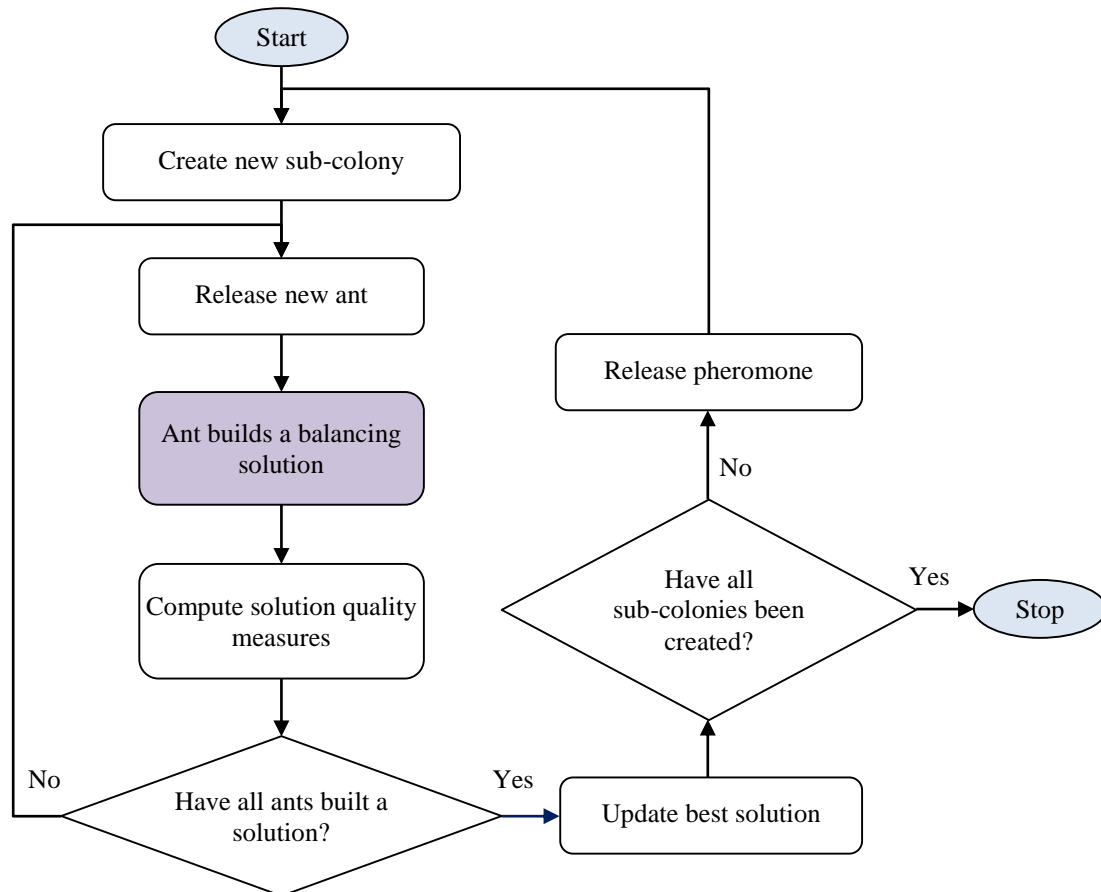 Start
Create new sub-colony
Release new ant
Ant builds a balancing
solution
Compute solution quality
measures
Have all ants built a
solution?
No
Yes
Update best solution
Have all
sub-colonies been
created?
No
Yes
Release pheromone
Stop